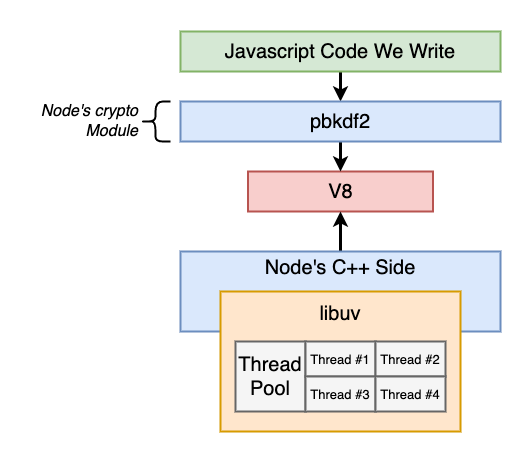 Javascript Code We Write
Node's crypto
Module
pbkdf2
V8
Node's C++ Side
libuv
Thread
Pool
Thread #1
Thread #2
Thread #3
Thread #4